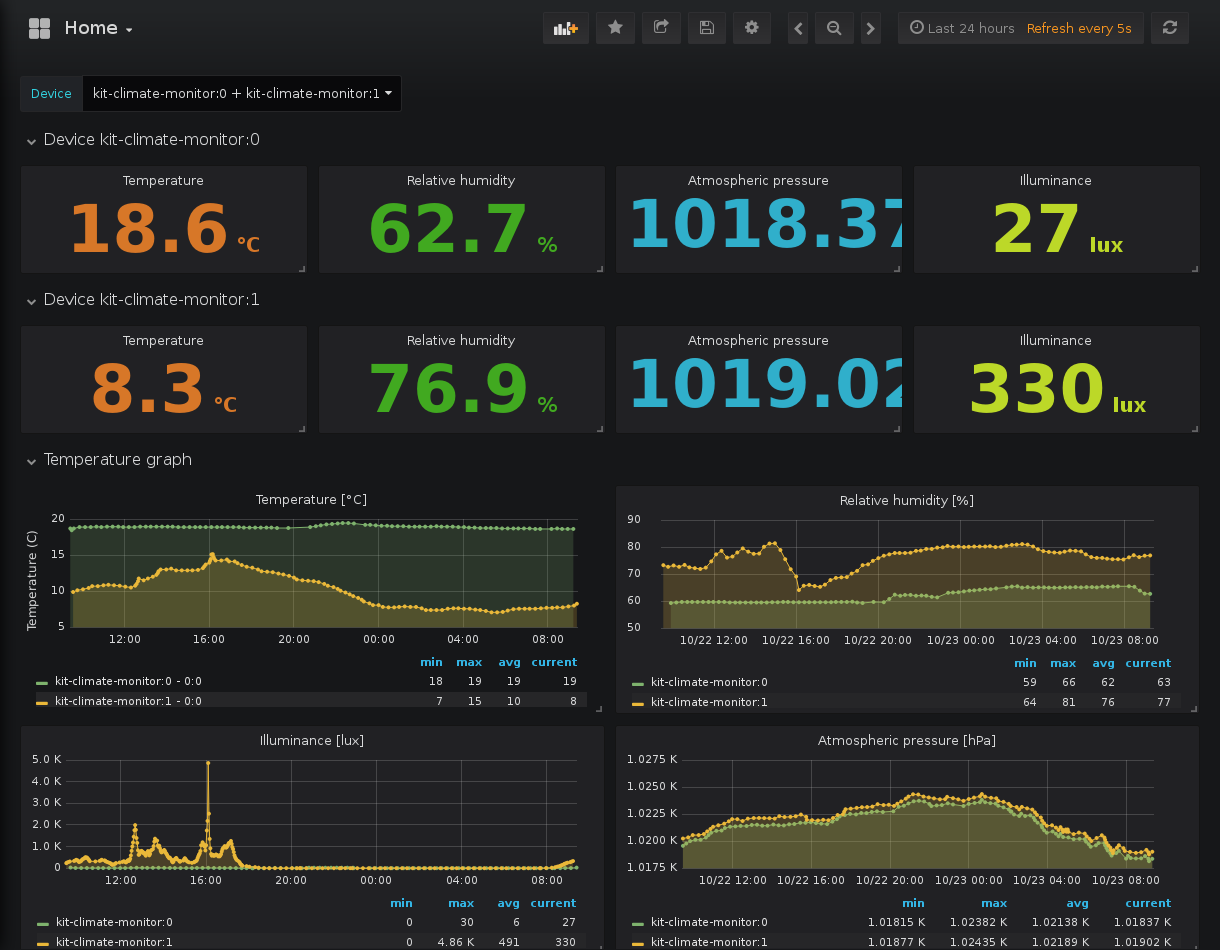 Home
Last 24 hours Refresh every 5s
Device kit-climate-monitor:0 + kit-climate-monitor:1
Device kit-climate-monitor:0
Temperature Relative humidity Atmospheric pressure Illuminance
18.6 °C 62.7 % 1018.37 27 lux
Device kit-climate-monitor:1
Temperature Relative humidity Atmospheric pressure Illuminance
8.3 °C 76.9 % 1019.02 330 lux
Temperature graph
Temperature [°C]
Temperature (C)
20
15
10
5
12:00 16:00 20:00 00:00 04:00 08:00
min max avg current
kit-climate-monitor:0 - 0:0 18 19 19 19
kit-climate-monitor:1 - 0:0 7 15 10 8
Relative humidity [%]
90
80
70
60
50
10/22 12:00 10/22 16:00 10/22 20:00 10/23 00:00 10/23 04:00 10/23 08:00
min max avg current
kit-climate-monitor:0 59 66 62 63
kit-climate-monitor:1 64 81 76 77
Illuminance [lux]
5.0 K
4.0 K
3.0 K
2.0 K
1.0 K
0
12:00 16:00 20:00 00:00 04:00 08:00
min max avg current
kit-climate-monitor:0 0 30 6 27
kit-climate-monitor:1 0 4.86 K 491 330
Atmospheric pressure [hPa]
1.0275 K
1.0250 K
1.0225 K
1.0200 K
1.0175 K
10/22 12:00 10/22 16:00 10/22 20:00 10/23 00:00 10/23 04:00 10/23 08:00
min max avg current
kit-climate-monitor:0 1.01815 K 1.02382 K 1.02138 K 1.01837 K
kit-climate-monitor:1 1.01877 K 1.02435 K 1.02189 K 1.01902 K